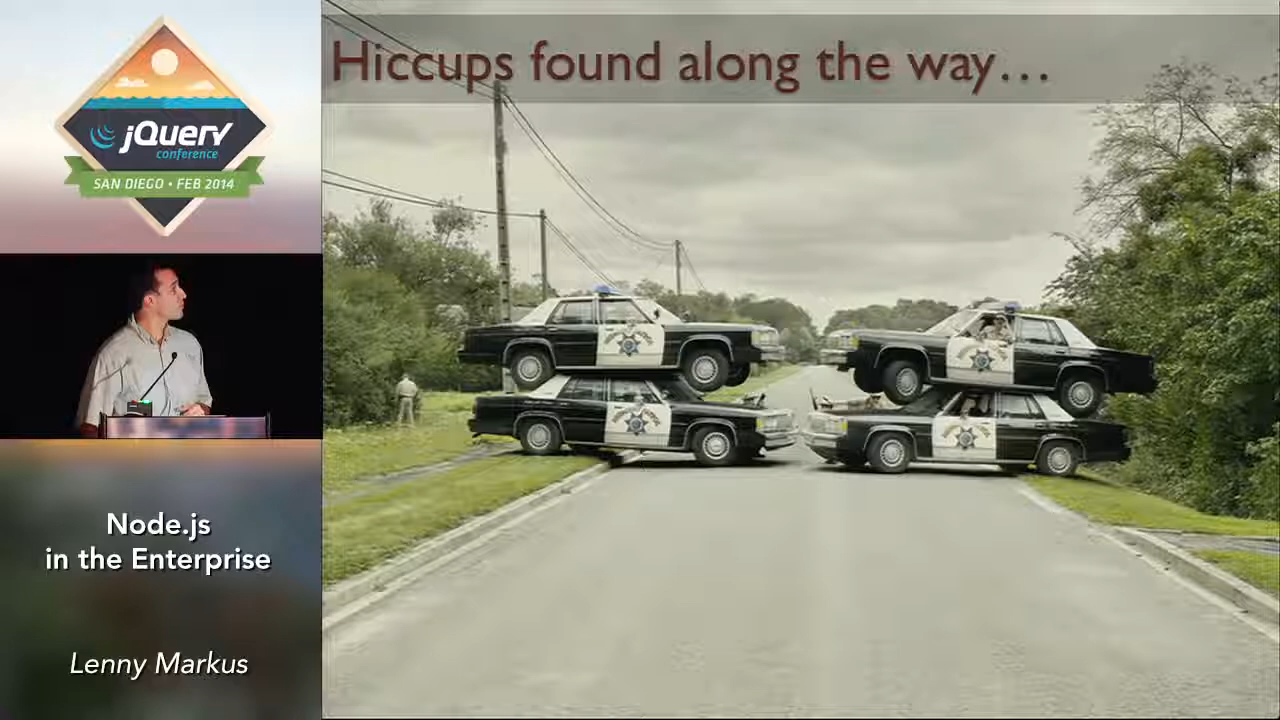 jQuery
conference
SAN DIEGO • FEB 2014
Node.js
in the Enterprise
Lenny Markus
Hiccups found along the way…